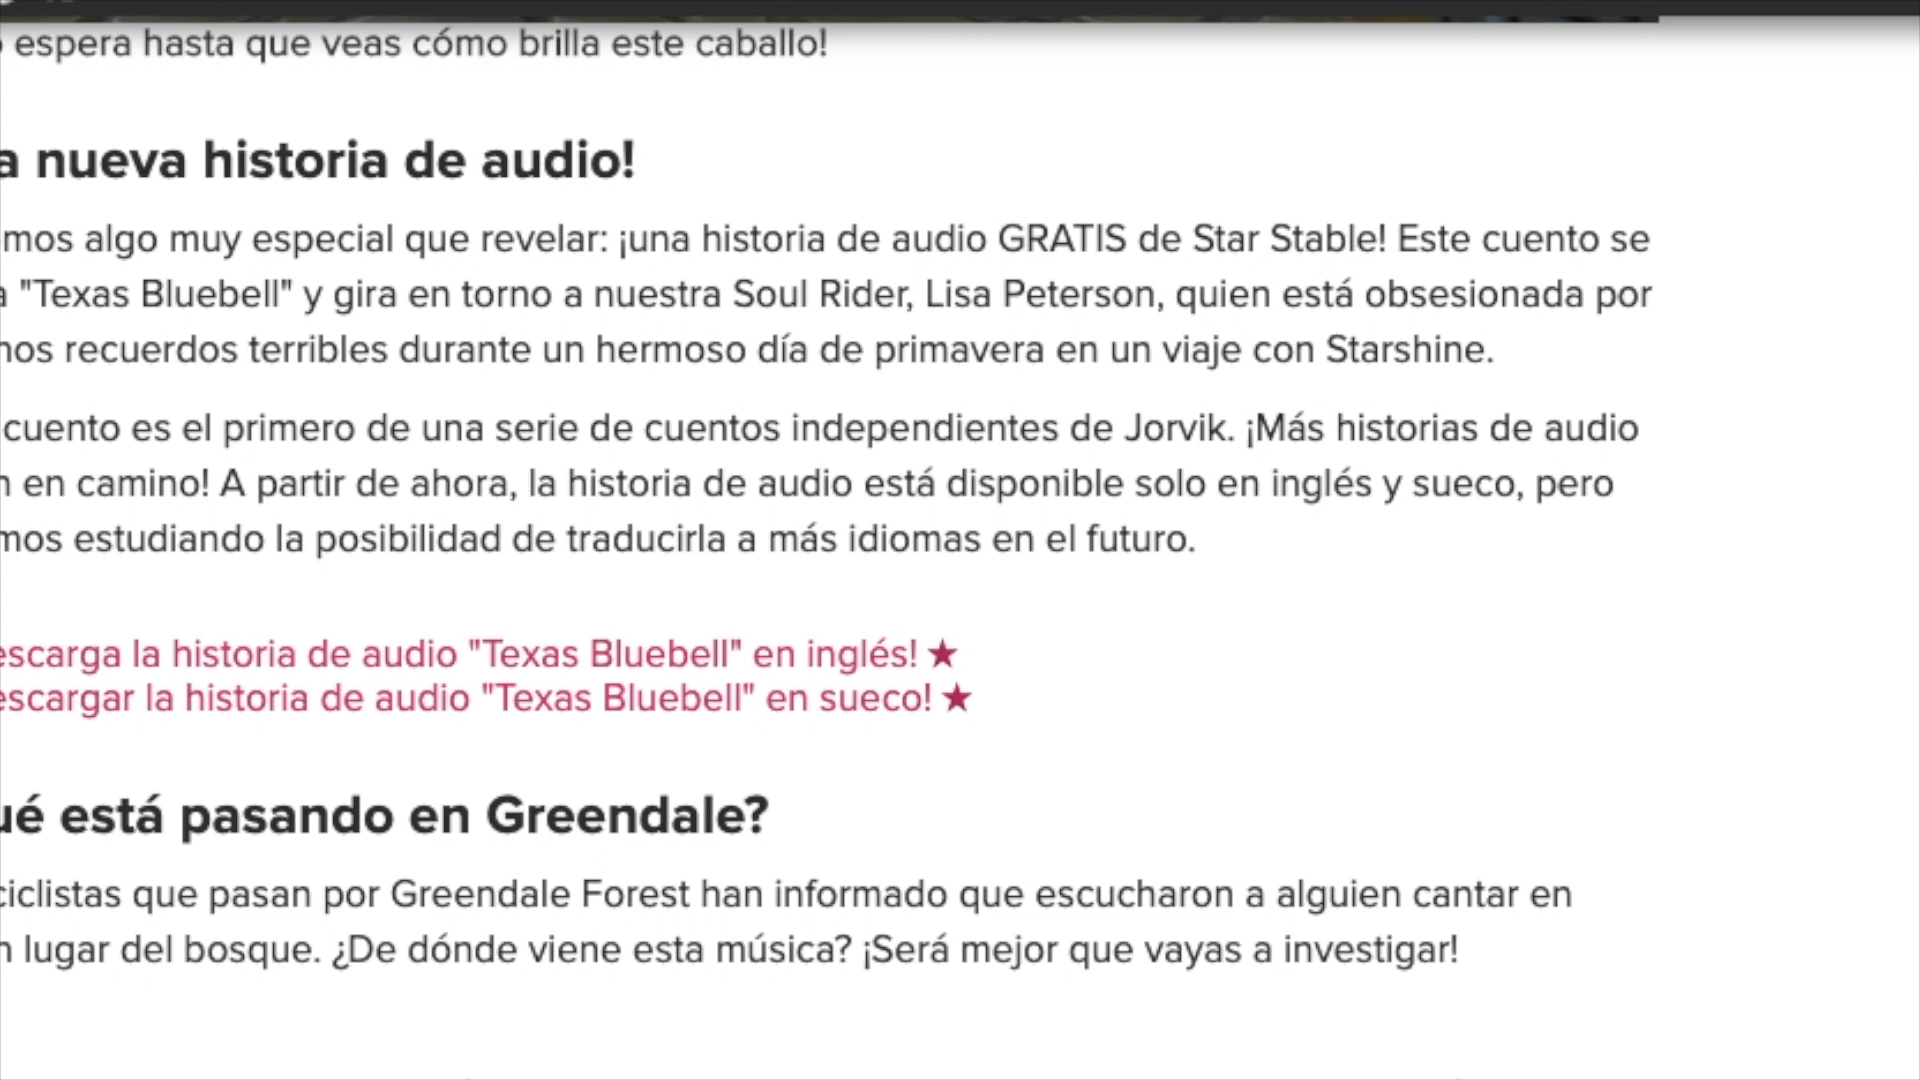 espera hasta que veas cómo brilla este caballo!
a nueva historia de audio!
mos algo muy especial que revelar: ¡una historia de audio GRATIS de Star Stable! Este cuento se
a "Texas Bluebell" y gira en torno a nuestra Soul Rider, Lisa Peterson, quien está obsesionada por
nos recuerdos terribles durante un hermoso día de primavera en un viaje con Starshine.
cuento es el primero de una serie de cuentos independientes de Jorvik. ¡Más historias de audio
n en camino! A partir de ahora, la historia de audio está disponible solo en inglés y sueco, pero
mos estudiando la posibilidad de traducirla a más idiomas en el futuro.
escarga la historia de audio "Texas Bluebell" en inglés! ★
escargar la historia de audio "Texas Bluebell" en sueco! ★
ué está pasando en Greendale?
ciclistas que pasan por Greendale Forest han informado que escucharon a alguien cantar en
n lugar del bosque. ¿De dónde viene esta música? ¡Será mejor que vayas a investigar!